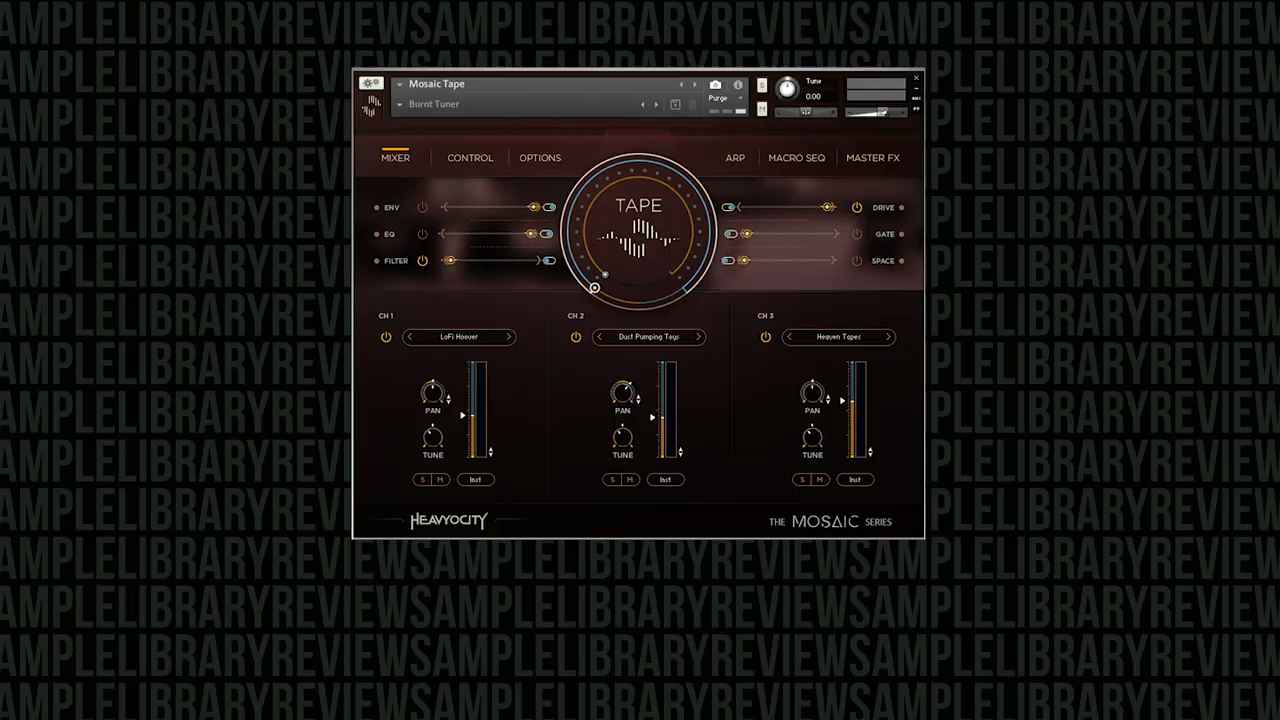 SAMPLELIBRARYREVIEWSAMPLELIBRARYREVIEWSAMPLELIBRARYREVIEW
Mosaic Tape
Burnt Tuner
Purge
S
M
Tune
0.00
MIXER
CONTROL
OPTIONS
ARP
MACRO SEQ
MASTER FX
ENV
EQ
FILTER
TAPE
DRIVE
GATE
SPACE
CH 1
CH 2
CH 3
LoFi Hoover
Dust Pumping Toys
Heaven Tapes
PAN
PAN
PAN
TUNE
TUNE
TUNE
S M Inst
S M Inst
S M Inst
HEAVYOCITY
THE MOSAIC SERIES